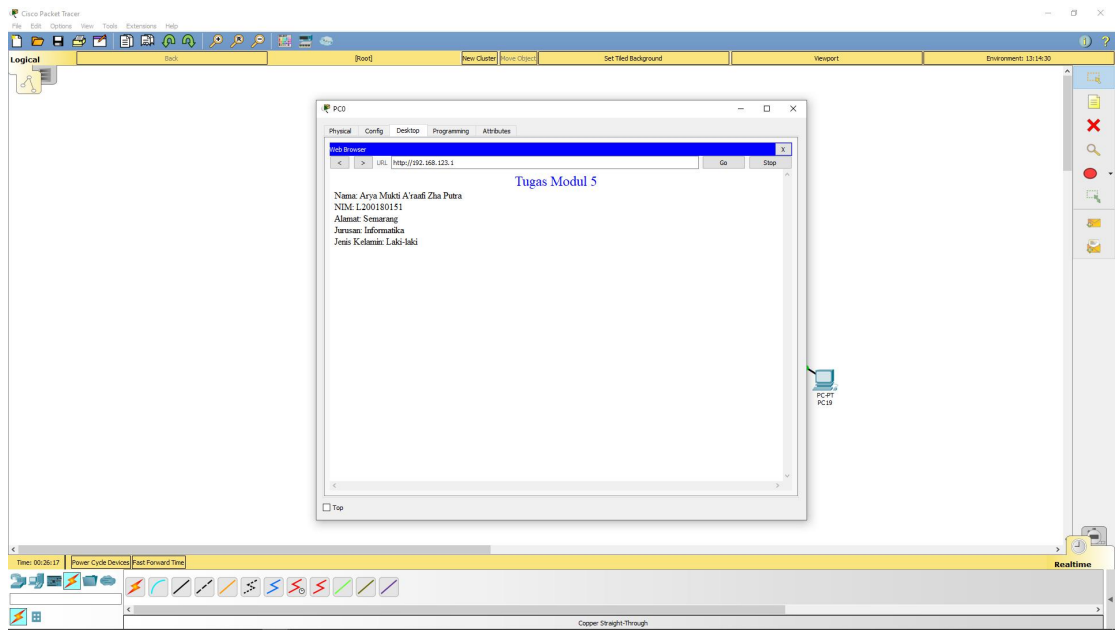 Cisco Packet Tracer
File Edit Options View Tools Extensions Help
Logical Back [Root] New Cluster Move Object Set Tiled Background Viewport Environment: 13:14:30
PC0
Physical Config Desktop Programming Attributes
Web Browser X
< > URL http://192.168.123.1 Go Stop
Tugas Modul 5
Nama: Arya Mukti A'raafi Zha Putra
NIM: L200180151
Alamat: Semarang
Jurusan: Informatika
Jenis Kelamin: Laki-laki
PC-PT
PC19
Top
Time: 00:26:17 Power Cycle Devices Fast Forward Time Realtime
Copper Straight-Through